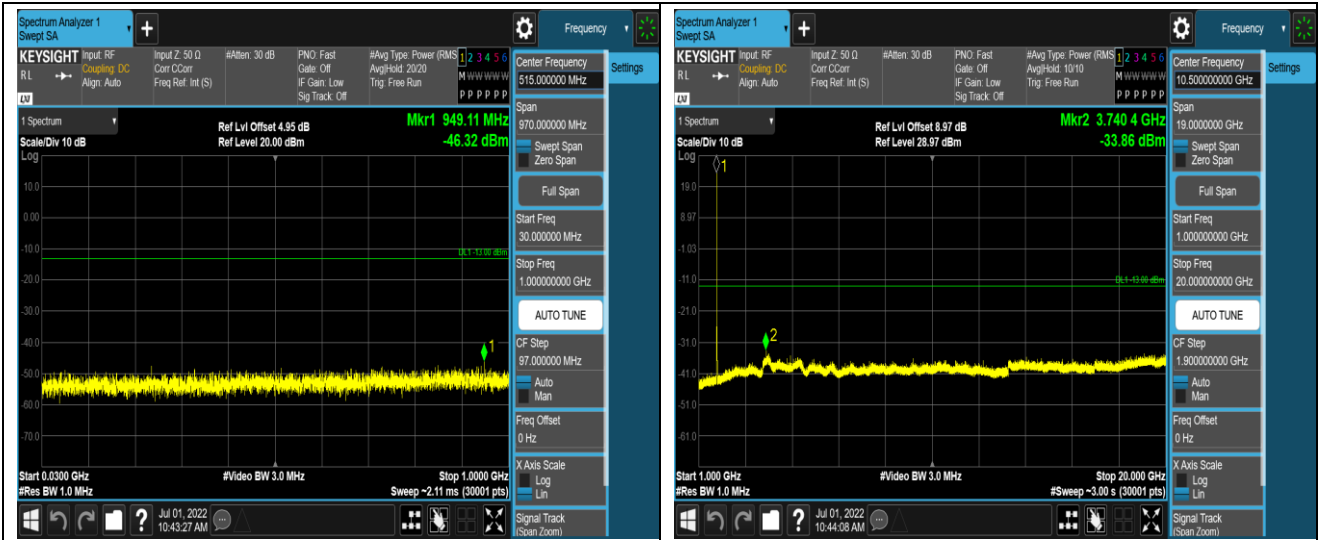 Spectrum Analyzer 1
Swept SA
+
Frequency
KEYSIGHT
RL
LXI
Input: RF
Coupling: DC
Align: Auto
Input Z: 50 Ω
Corr CCorr
Freq Ref: Int (S)
#Atten: 30 dB
PNO: Fast
Gate: Off
IF Gain: Low
Sig Track: Off
#Avg Type: Power (RMS
Avg|Hold: 20/20
Trig: Free Run
1 2 3 4 5 6
M W W W W W
P P P P P P
Center Frequency
515.000000 MHz
Settings
Span
970.000000 MHz
Swept Span
Zero Span
Full Span
Start Freq
30.000000 MHz
Stop Freq
1.000000000 GHz
AUTO TUNE
CF Step
97.000000 MHz
Auto
Man
Freq Offset
0 Hz
X Axis Scale
Log
Lin
Signal Track
(Span Zoom)
1 Spectrum
Scale/Div 10 dB
Log
Ref Lvl Offset 4.95 dB
Ref Level 20.00 dBm
Mkr1 949.11 MHz
-46.32 dBm
10.0
0.00
-10.0
DL1 -13.00 dBm
-20.0
-30.0
-40.0
1
-50.0
-60.0
-70.0
Start 0.0300 GHz
#Video BW 3.0 MHz
Stop 1.0000 GHz
#Res BW 1.0 MHz
Sweep ~2.11 ms (30001 pts)
?
Jul 01, 2022
10:43:27 AM
Spectrum Analyzer 1
Swept SA
+
Frequency
KEYSIGHT
RL
LXI
Input: RF
Coupling: DC
Align: Auto
Input Z: 50 Ω
Corr CCorr
Freq Ref: Int (S)
#Atten: 30 dB
PNO: Fast
Gate: Off
IF Gain: Low
Sig Track: Off
#Avg Type: Power (RMS
Avg|Hold: 10/10
Trig: Free Run
1 2 3 4 5 6
M W W W W W
P P P P P P
Center Frequency
10.500000000 GHz
Settings
Span
19.0000000 GHz
Swept Span
Zero Span
Full Span
Start Freq
1.000000000 GHz
Stop Freq
20.000000000 GHz
AUTO TUNE
CF Step
1.900000000 GHz
Auto
Man
Freq Offset
0 Hz
X Axis Scale
Log
Lin
Signal Track
(Span Zoom)
1 Spectrum
Scale/Div 10 dB
Log
Ref Lvl Offset 8.97 dB
Ref Level 28.97 dBm
Mkr2 3.740 4 GHz
-33.86 dBm
1
19.0
8.97
-1.03
-11.0
DL1 -13.00 dBm
-21.0
-31.0
2
-41.0
-51.0
-61.0
Start 1.000 GHz
#Video BW 3.0 MHz
Stop 20.000 GHz
#Res BW 1.0 MHz
#Sweep ~3.00 s (30001 pts)
?
Jul 01, 2022
10:44:08 AM